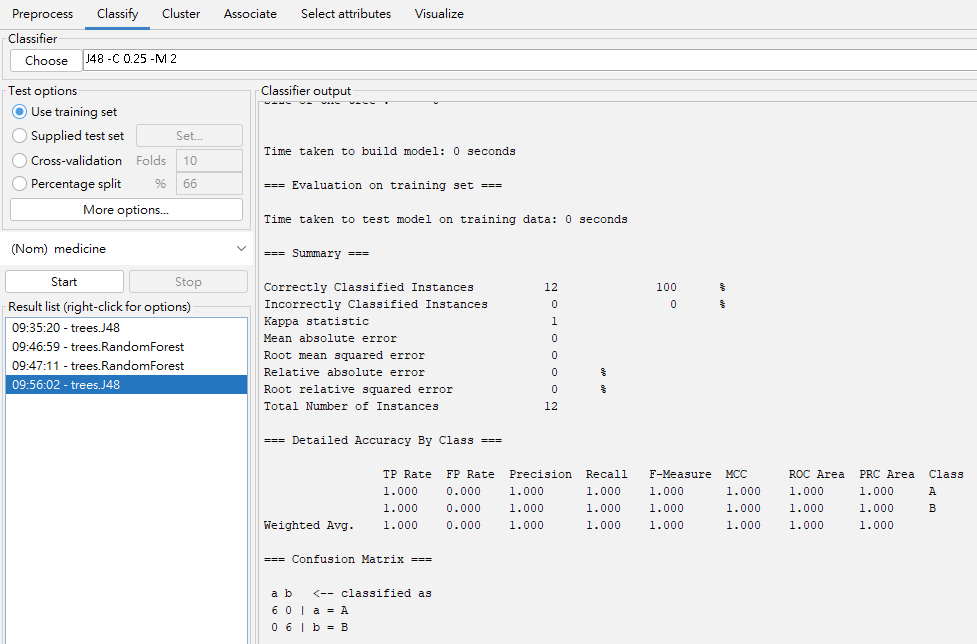 Preprocess Classify Cluster Associate Select attributes Visualize
Classifier
Choose J48 -C 0.25 -M 2
Test options
Use training set
Supplied test set Set...
Cross-validation Folds 10
Percentage split % 66
More options...
(Nom) medicine
Start Stop
Result list (right-click for options)
09:35:20 - trees.J48
09:46:59 - trees.RandomForest
09:47:11 - trees.RandomForest
09:56:02 - trees.J48
Classifier output
Time taken to build model: 0 seconds
=== Evaluation on training set ===
Time taken to test model on training data: 0 seconds
=== Summary ===
Correctly Classified Instances 12 100 %
Incorrectly Classified Instances 0 0 %
Kappa statistic 1
Mean absolute error 0
Root mean squared error 0
Relative absolute error 0 %
Root relative squared error 0 %
Total Number of Instances 12
=== Detailed Accuracy By Class ===
TP Rate FP Rate Precision Recall F-Measure MCC ROC Area PRC Area Class
1.000 0.000 1.000 1.000 1.000 1.000 1.000 1.000 A
1.000 0.000 1.000 1.000 1.000 1.000 1.000 1.000 B
Weighted Avg. 1.000 0.000 1.000 1.000 1.000 1.000 1.000 1.000
=== Confusion Matrix ===
a b <-- classified as
6 0 | a = A
0 6 | b = B